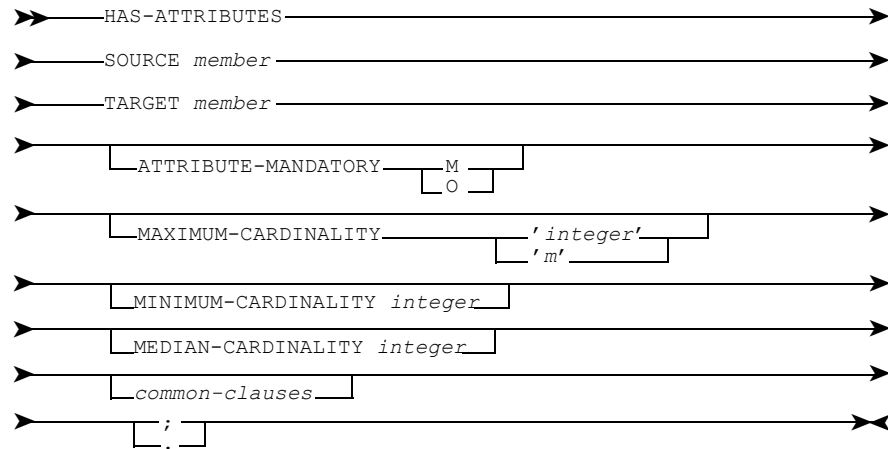 HAS-ATTRIBUTES
SOURCE member
TARGET member
ATTRIBUTE-MANDATORY M
O
MAXIMUM-CARDINALITY 'integer'
'm'
MINIMUM-CARDINALITY integer
MEDIAN-CARDINALITY integer
common-clauses
;
.